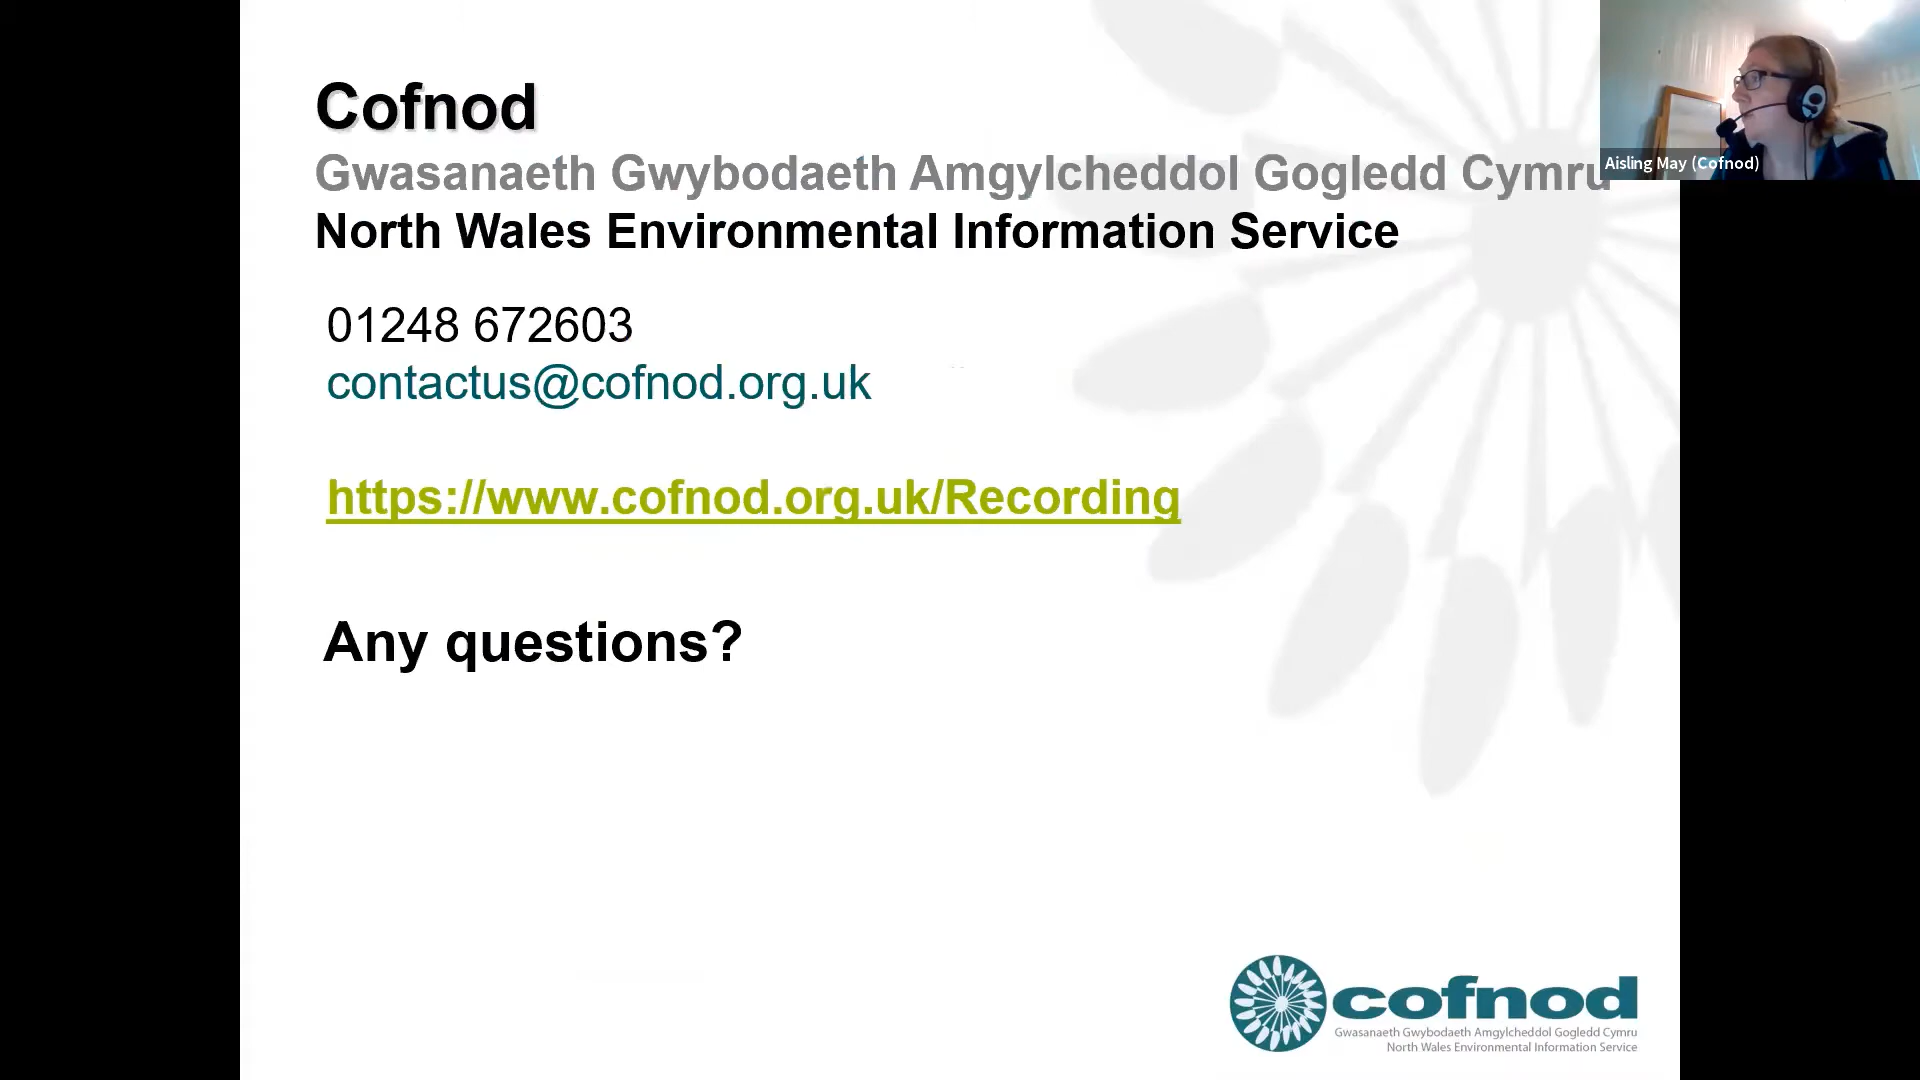 Cofnod
Gwasanaeth Gwybodaeth Amgylcheddol Gogledd Cymru
North Wales Environmental Information Service
01248 672603
contactus@cofnod.org.uk
https://www.cofnod.org.uk/Recording
Any questions?
Aisling May (Cofnod)
cofnod
Gwasanaeth Gwybodaeth Amgylcheddol Gogledd Cymru
North Wales Environmental Information Service